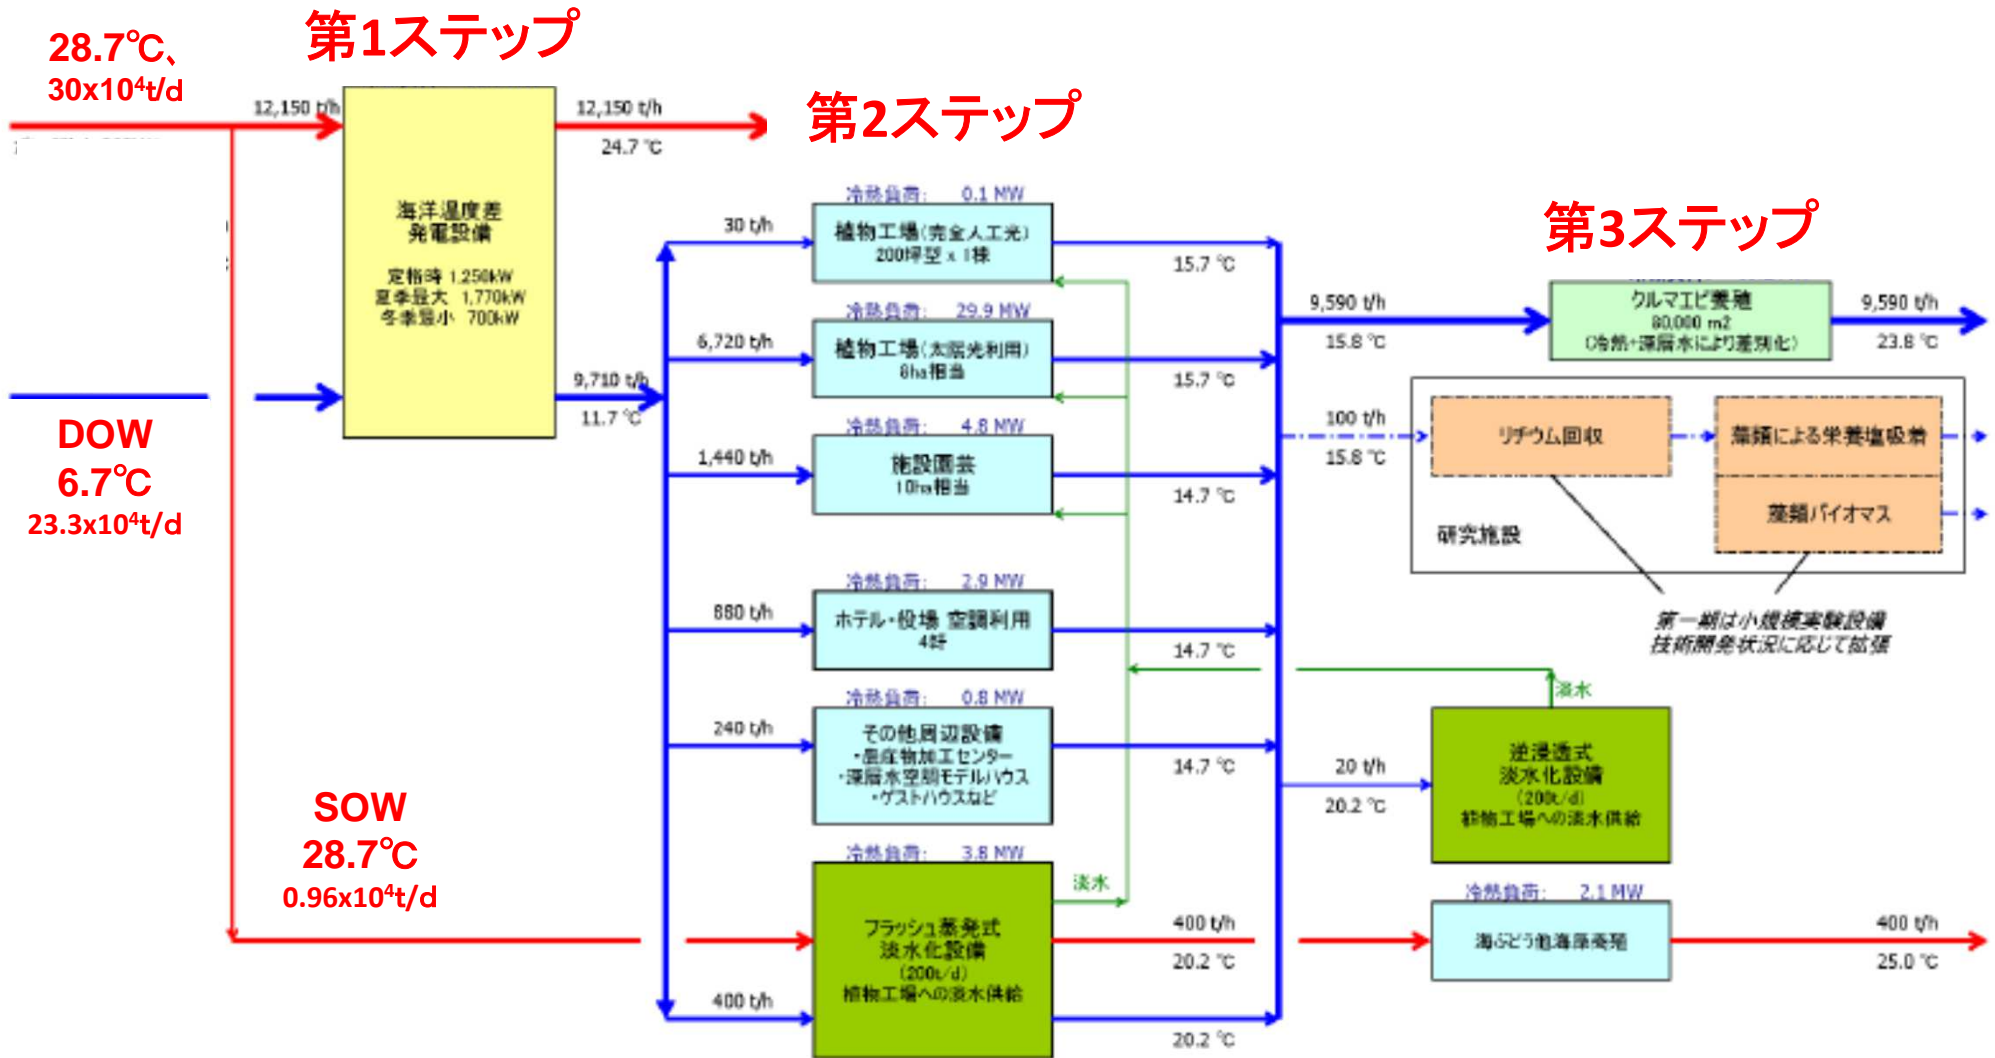 第1ステップ
28.7℃、
30x10⁴t/d
12,150 t/h
12,150 t/h
24.7 ℃
海洋温度差
発電設備
定格時 1,250kW
夏季最大 1,770kW
冬季最小 700kW
DOW
6.7℃
23.3x10⁴t/d
9,710 t/h
11.7 ℃
SOW
28.7℃
0.96x10⁴t/d
第2ステップ
冷熱負荷: 0.1 MW
30 t/h
植物工場(完全人工光)
200坪型 x 1棟
15.7 ℃
冷熱負荷: 29.9 MW
6,720 t/h
植物工場(太陽光利用)
8ha相当
15.7 ℃
冷熱負荷: 4.8 MW
1,440 t/h
施設園芸
10ha相当
14.7 ℃
冷熱負荷: 2.9 MW
880 t/h
ホテル・役場 空調利用
4軒
14.7 ℃
冷熱負荷: 0.8 MW
240 t/h
その他周辺設備
・農産物加工センター
・深層水空調モデルハウス
・ゲストハウスなど
14.7 ℃
冷熱負荷: 3.8 MW
フラッシュ蒸発式
淡水化設備
(200t/d)
植物工場への淡水供給
淡水
400 t/h
20.2 ℃
400 t/h
20.2 ℃
第3ステップ
9,590 t/h
15.8 ℃
クルマエビ養殖
80,000 m2
(冷熱+深層水により差別化)
9,590 t/h
23.8 ℃
100 t/h
15.8 ℃
リチウム回収
藻類による栄養塩吸着
藻類バイオマス
研究施設
第一期は小規模実験設備
技術開発状況に応じて拡張
淡水
20 t/h
20.2 ℃
逆浸透式
淡水化設備
(200t/d)
植物工場への淡水供給
冷熱負荷: 2.1 MW
海ぶどう他海藻養殖
400 t/h
25.0 ℃